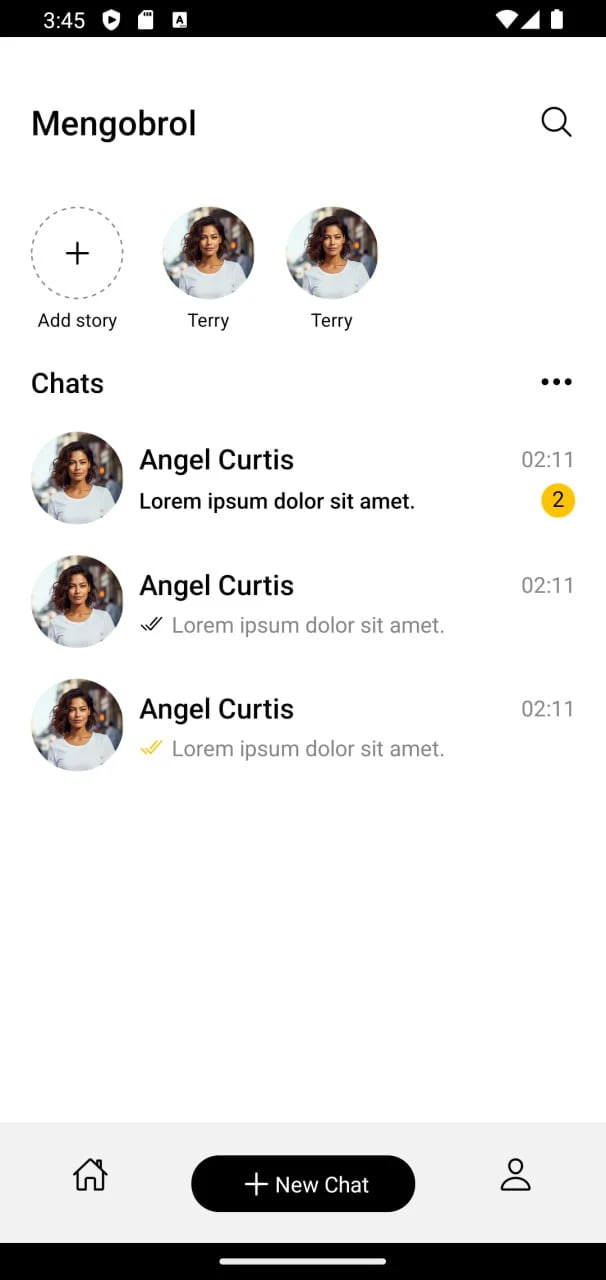 3:45
A
Mengobrol
Add story
Terry
Terry
Chats
Angel Curtis
02:11
Lorem ipsum dolor sit amet.
2
Angel Curtis
02:11
Lorem ipsum dolor sit amet.
Angel Curtis
02:11
Lorem ipsum dolor sit amet.
New Chat